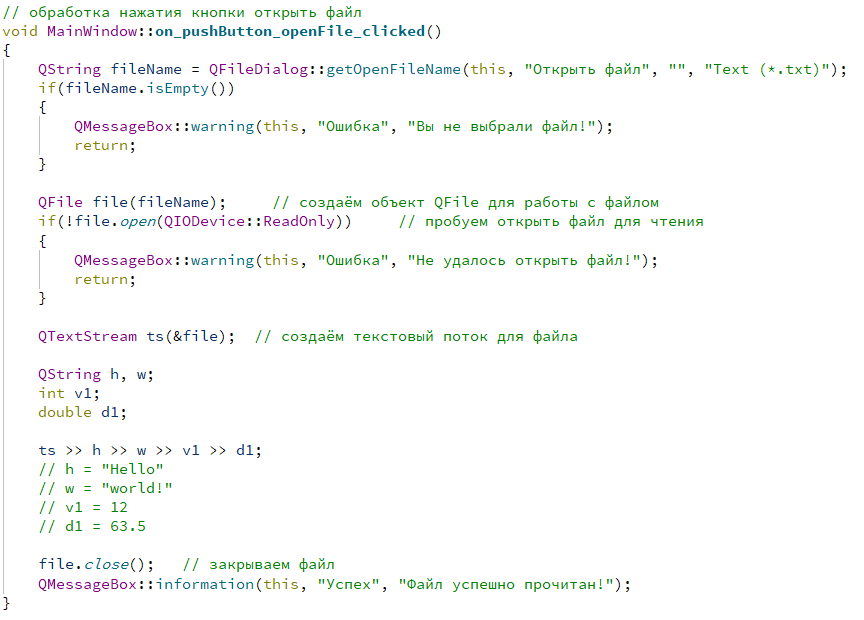 // обработка нажатия кнопки открыть файл
void MainWindow::on_pushButton_openFile_clicked()
{
    QString fileName = QFileDialog::getOpenFileName(this, "Открыть файл", "", "Text (*.txt)");
    if(fileName.isEmpty())
    {
        QMessageBox::warning(this, "Ошибка", "Вы не выбрали файл!");
        return;
    }

    QFile file(fileName);     // создаём объект QFile для работы с файлом
    if(!file.open(QIODevice::ReadOnly))     // пробуем открыть файл для чтения
    {
        QMessageBox::warning(this, "Ошибка", "Не удалось открыть файл!");
        return;
    }

    QTextStream ts(&file);  // создаём текстовый поток для файла

    QString h, w;
    int v1;
    double d1;

    ts >> h >> w >> v1 >> d1;
    // h = "Hello"
    // w = "world!"
    // v1 = 12
    // d1 = 63.5

    file.close();   // закрываем файл
    QMessageBox::information(this, "Успех", "Файл успешно прочитан!");
}